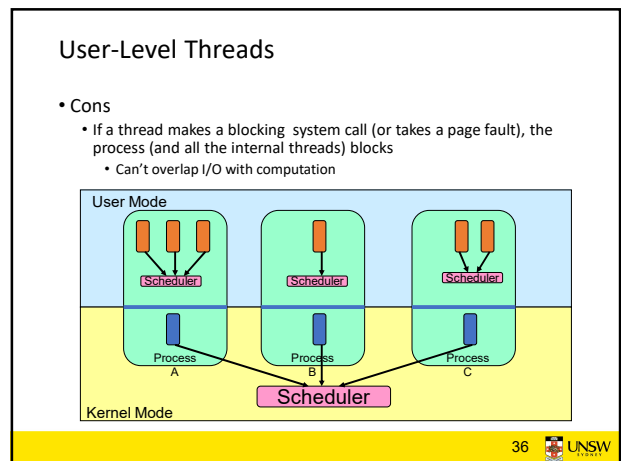 User-Level Threads
• Cons
• If a thread makes a blocking system call (or takes a page fault), the
process (and all the internal threads) blocks
• Can't overlap I/O with computation
User Mode
Scheduler
Scheduler
Scheduler
Process
A
Process
B
Process
C
Scheduler
Kernel Mode
36
UNSW
SYDNEY